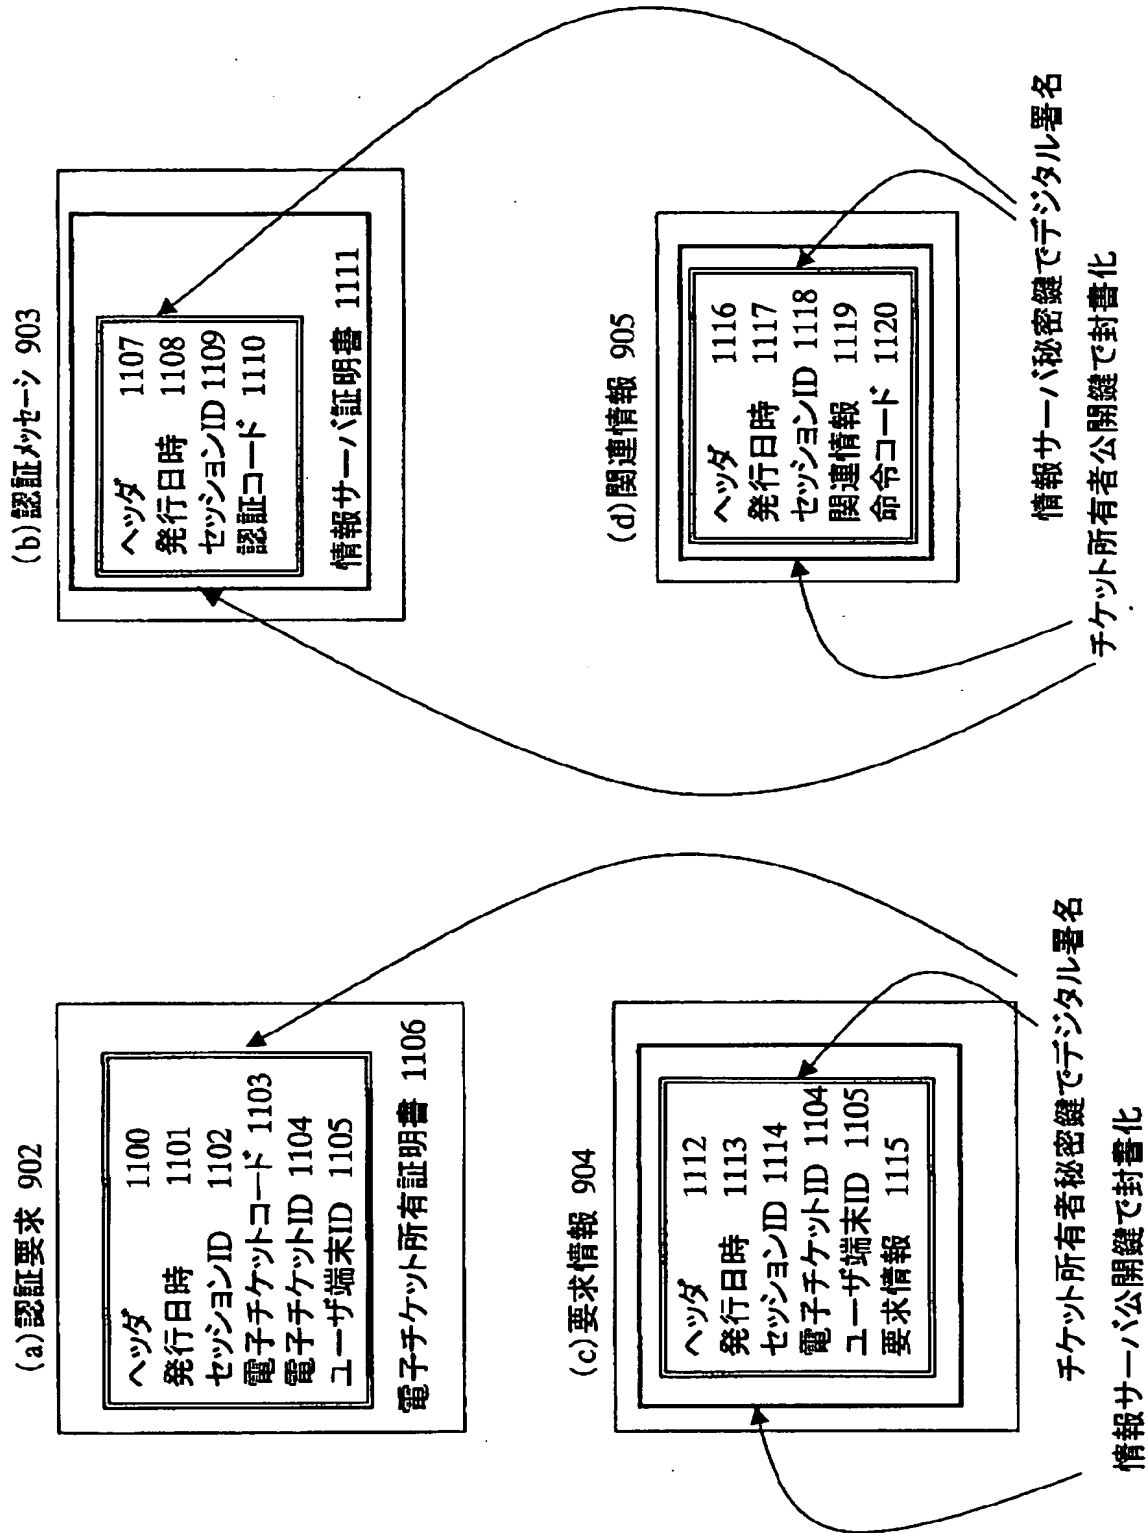 (a)認証要求 902
ヘッダ 1100
発行日時 1101
セッションID 1102
電子チケットコード 1103
電子チケットID 1104
ユーザ端末ID 1105
電子チケット所有証明書 1106
(b)認証メッセージ 903
ヘッダ 1107
発行日時 1108
セッションID 1109
認証コード 1110
情報サーバ証明書 1111
(c)要求情報 904
ヘッダ 1112
発行日時 1113
セッションID 1114
電子チケットID 1104
ユーザ端末ID 1105
要求情報 1115
(d)関連情報 905
ヘッダ 1116
発行日時 1117
セッションID 1118
関連情報 1119
命令コード 1120
チケット所有者秘密鍵でデジタル署名
情報サーバ公開鍵で封書化
情報サーバ秘密鍵でデジタル署名
チケット所有者公開鍵で封書化